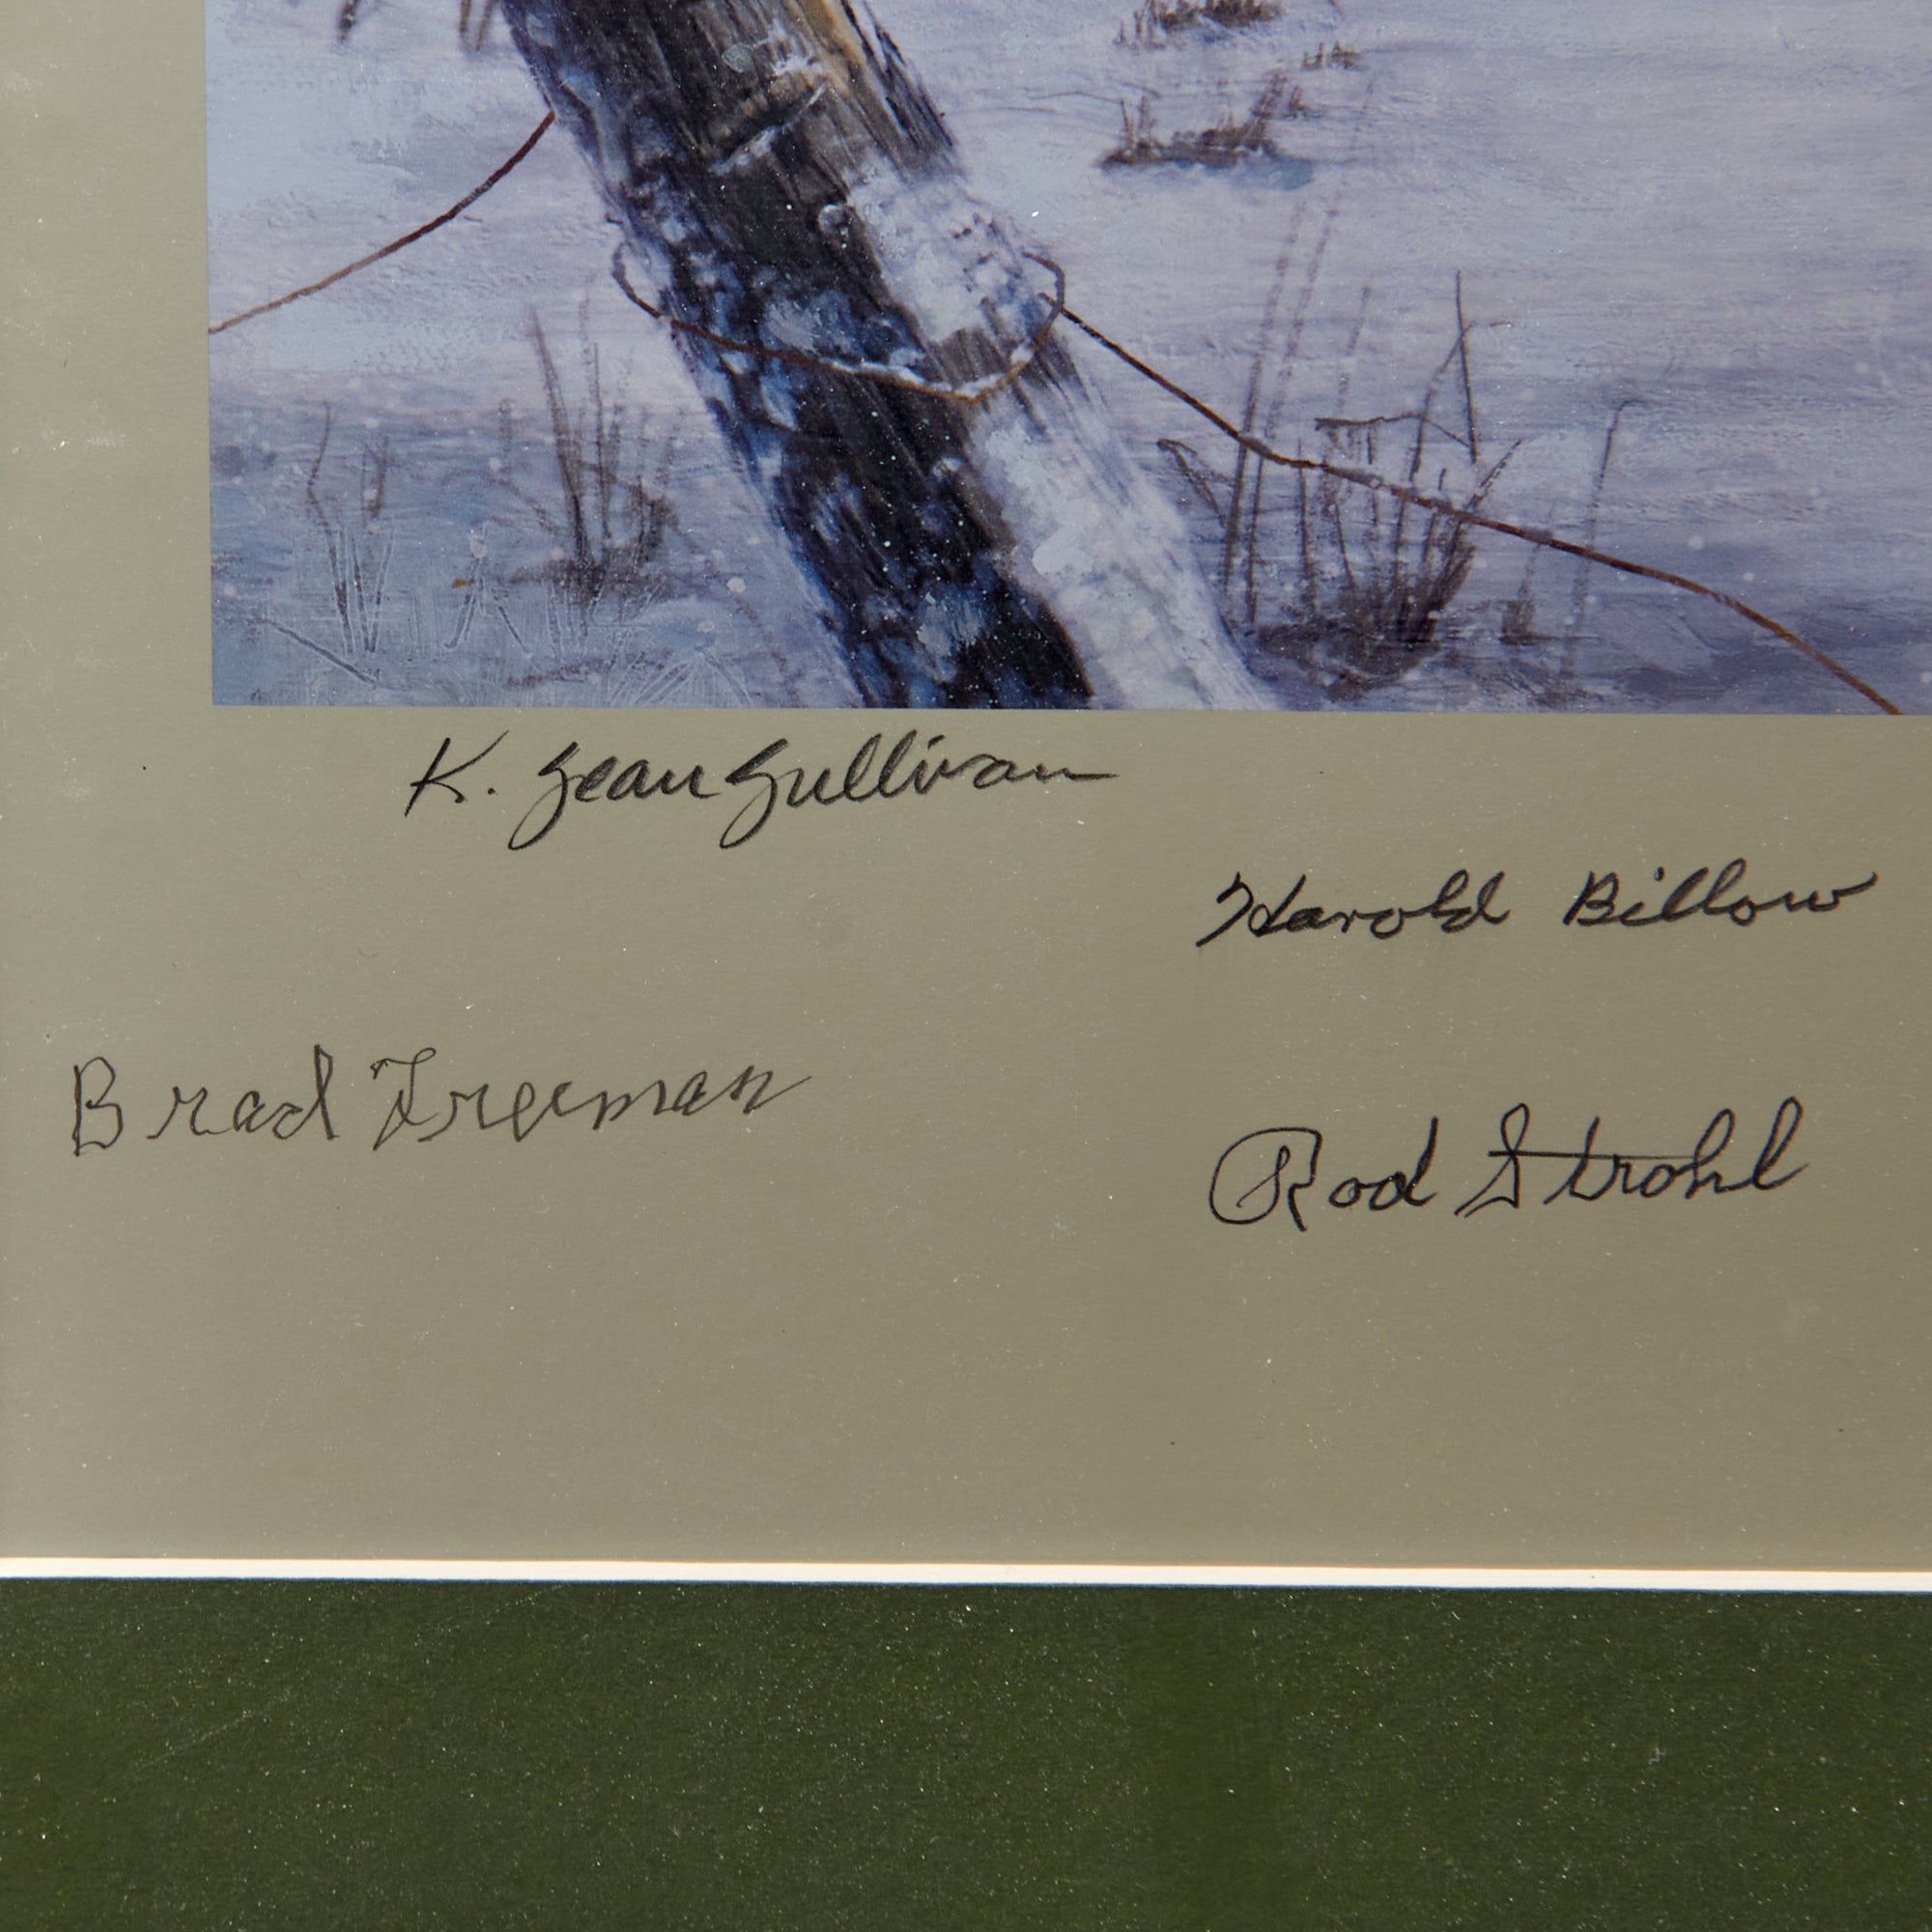 K. Jean Sullivan
Harold Billow
Brad Freeman
Rod Strohl